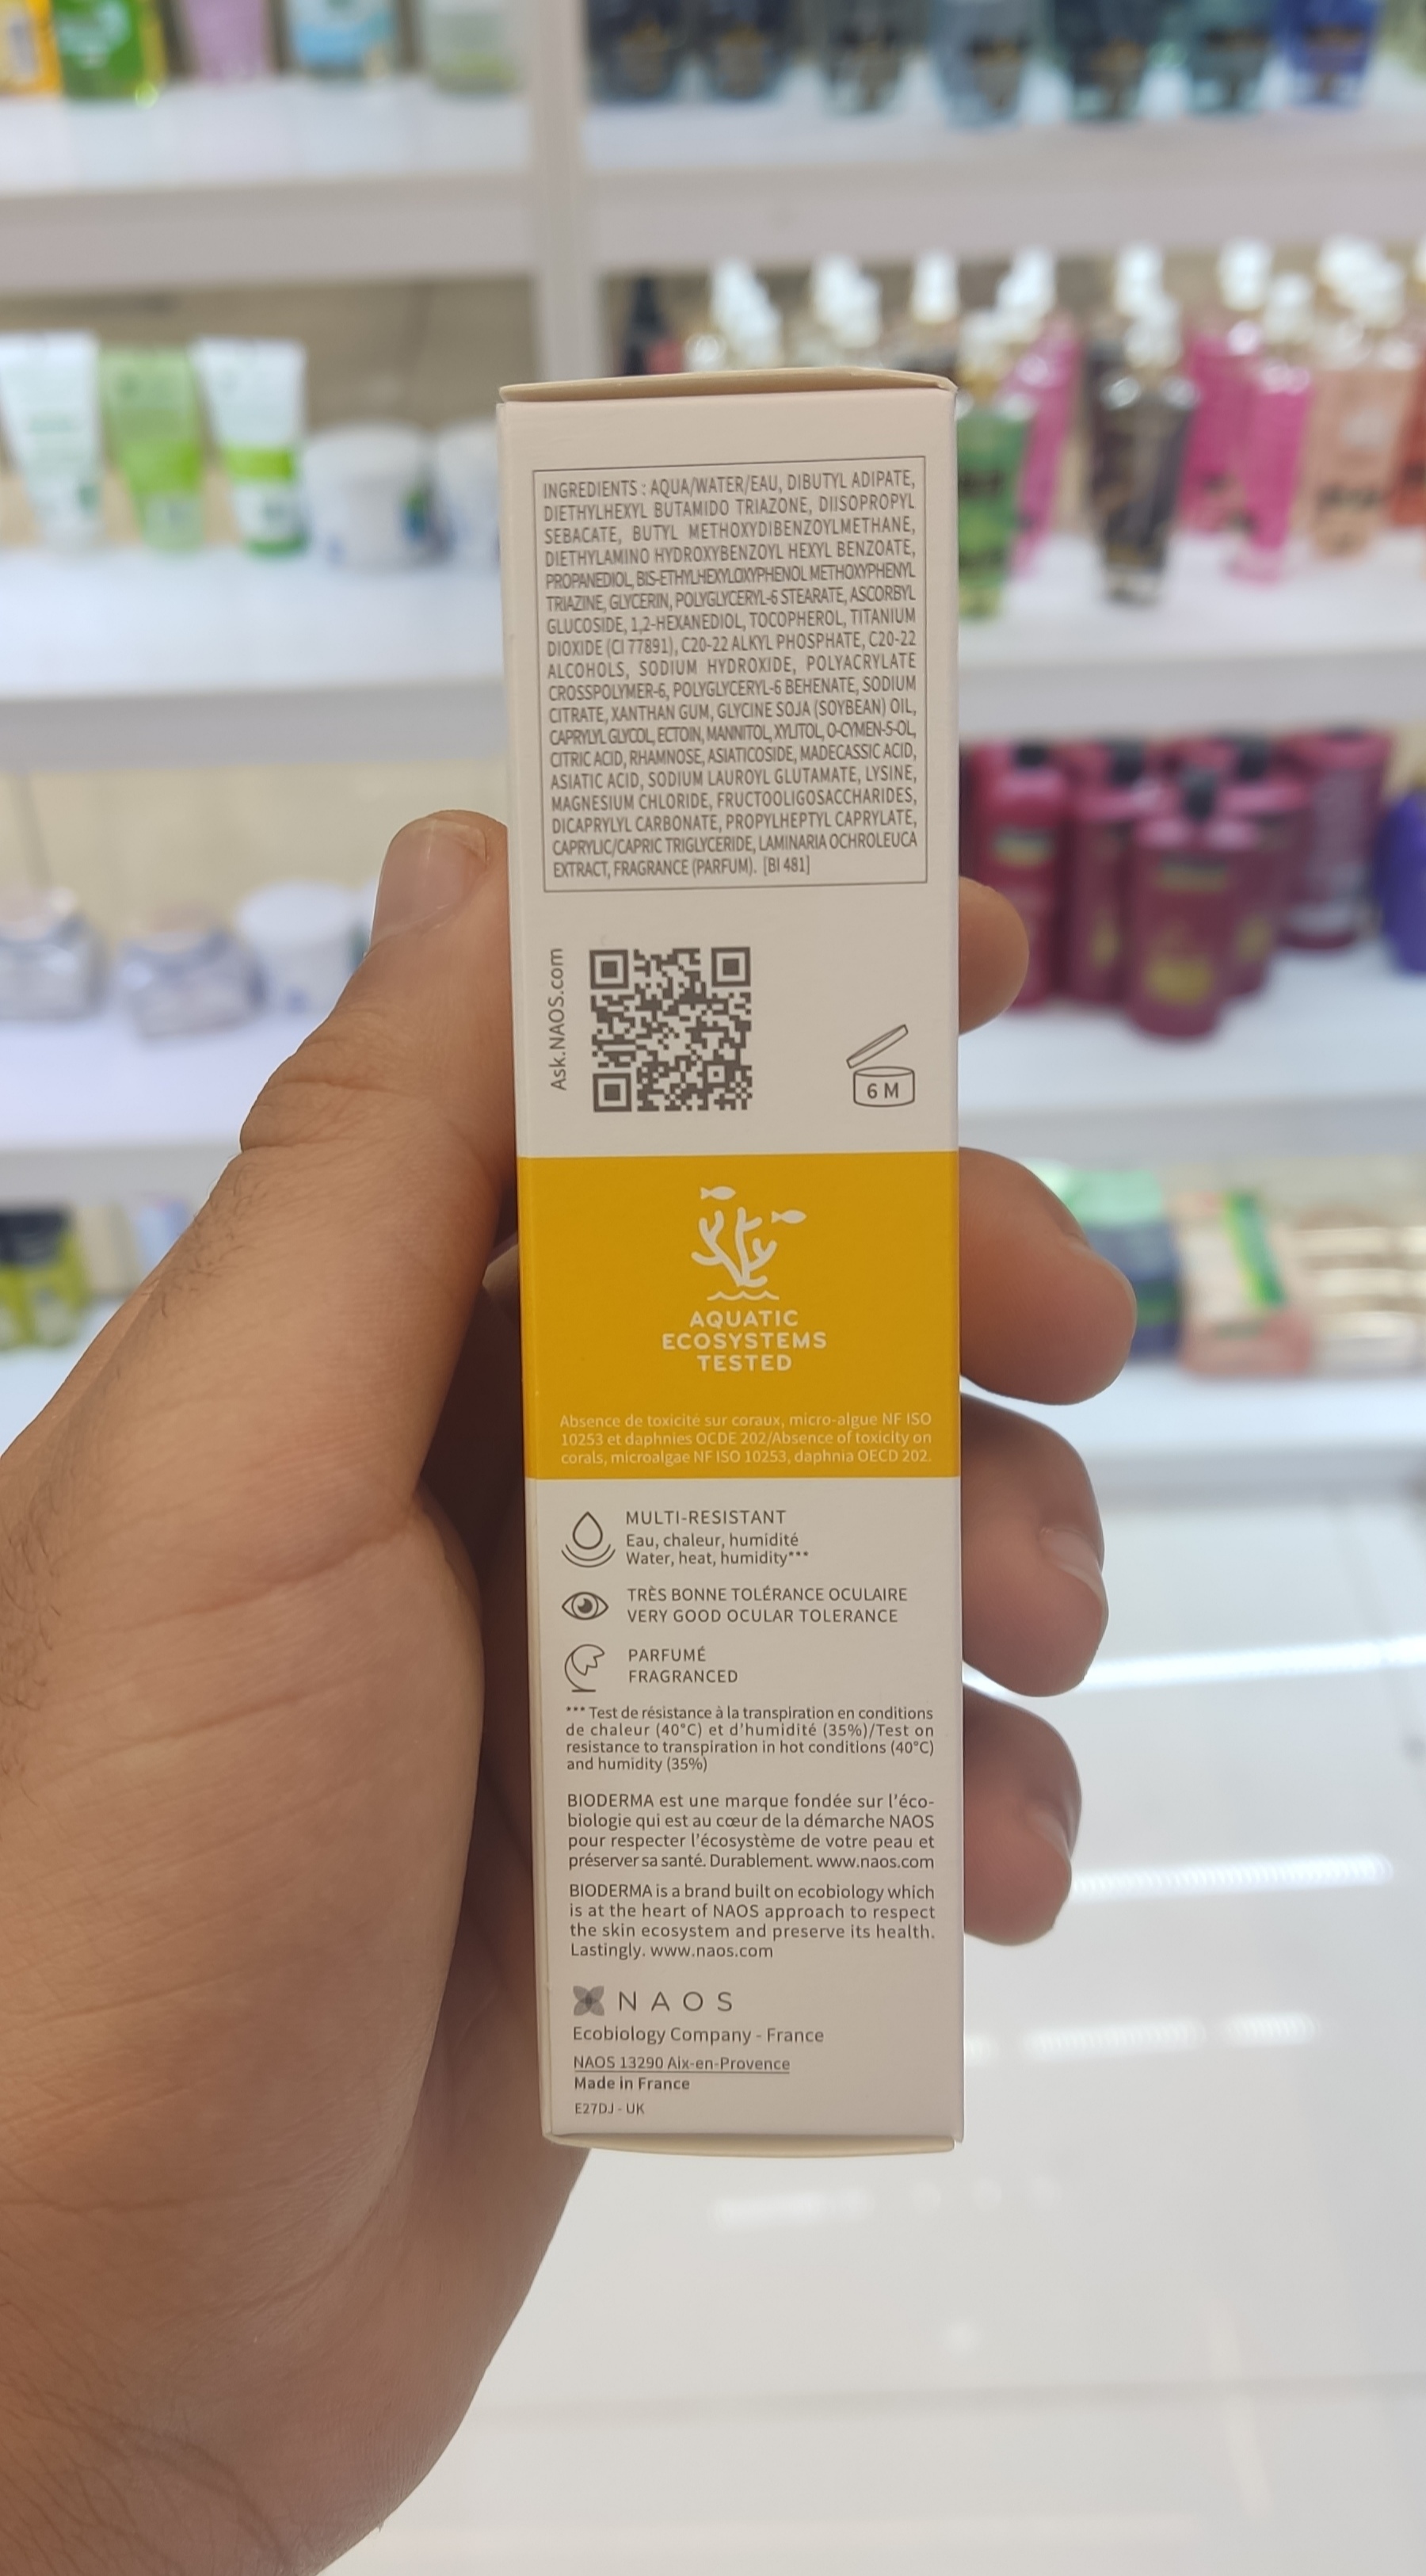 INGREDIENTS : AQUA/WATER/EAU, DIBUTYL ADIPATE,
DIETHYLHEXYL BUTAMIDO TRIAZONE, DIISOPROPYL
SEBACATE, BUTYL METHOXYDIBENZOYLMETHANE,
DIETHYLAMINO HYDROXYBENZOYL HEXYL BENZOATE,
PROPANEDIOL, BIS-ETHYLHEXYLOXYPHENOL METHOXYPHENYL
TRIAZINE, GLYCERIN, POLYGLYCERYL-6 STEARATE, ASCORBYL
GLUCOSIDE, 1,2-HEXANEDIOL, TOCOPHEROL, TITANIUM
DIOXIDE (CI 77891), C20-22 ALKYL PHOSPHATE, C20-22
ALCOHOLS, SODIUM HYDROXIDE, POLYACRYLATE
CROSSPOLYMER-6, POLYGLYCERYL-6 BEHENATE, SODIUM
CITRATE, XANTHAN GUM, GLYCINE SOJA (SOYBEAN) OIL,
CAPRYLYL GLYCOL, ECTOIN, MANNITOL, XYLITOL, O-CYMEN-5-OL,
CITRIC ACID, RHAMNOSE, ASIATICOSIDE, MADECASSIC ACID,
ASIATIC ACID, SODIUM LAUROYL GLUTAMATE, LYSINE,
MAGNESIUM CHLORIDE, FRUCTOOLIGOSACCHARIDES,
DICAPRYLYL CARBONATE, PROPYLHEPTYL CAPRYLATE,
CAPRYLIC/CAPRIC TRIGLYCERIDE, LAMINARIA OCHROLEUCA
EXTRACT, FRAGRANCE (PARFUM). [BI 481]
Ask.NAOS.com
6 M
AQUATIC
ECOSYSTEMS
TESTED
Absence de toxicité sur coraux, micro-algue NF ISO
10253 et daphnies OCDE 202/Absence of toxicity on
corals, microalgae NF ISO 10253, daphnia OECD 202.
MULTI-RESISTANT
Eau, chaleur, humidité
Water, heat, humidity***
TRÈS BONNE TOLÉRANCE OCULAIRE
VERY GOOD OCULAR TOLERANCE
PARFUMÉ
FRAGRANCED
*** Test de résistance à la transpiration en conditions
de chaleur (40°C) et d'humidité (35%)/Test on
resistance to transpiration in hot conditions (40°C)
and humidity (35%)
BIODERMA est une marque fondée sur l'éco-
biologie qui est au cœur de la démarche NAOS
pour respecter l'écosystème de votre peau et
préserver sa santé. Durablement. www.naos.com
BIODERMA is a brand built on ecobiology which
is at the heart of NAOS approach to respect
the skin ecosystem and preserve its health.
Lastingly. www.naos.com
NAOS
Ecobiology Company - France
NAOS 13290 Aix-en-Provence
Made in France
E27DJ - UK